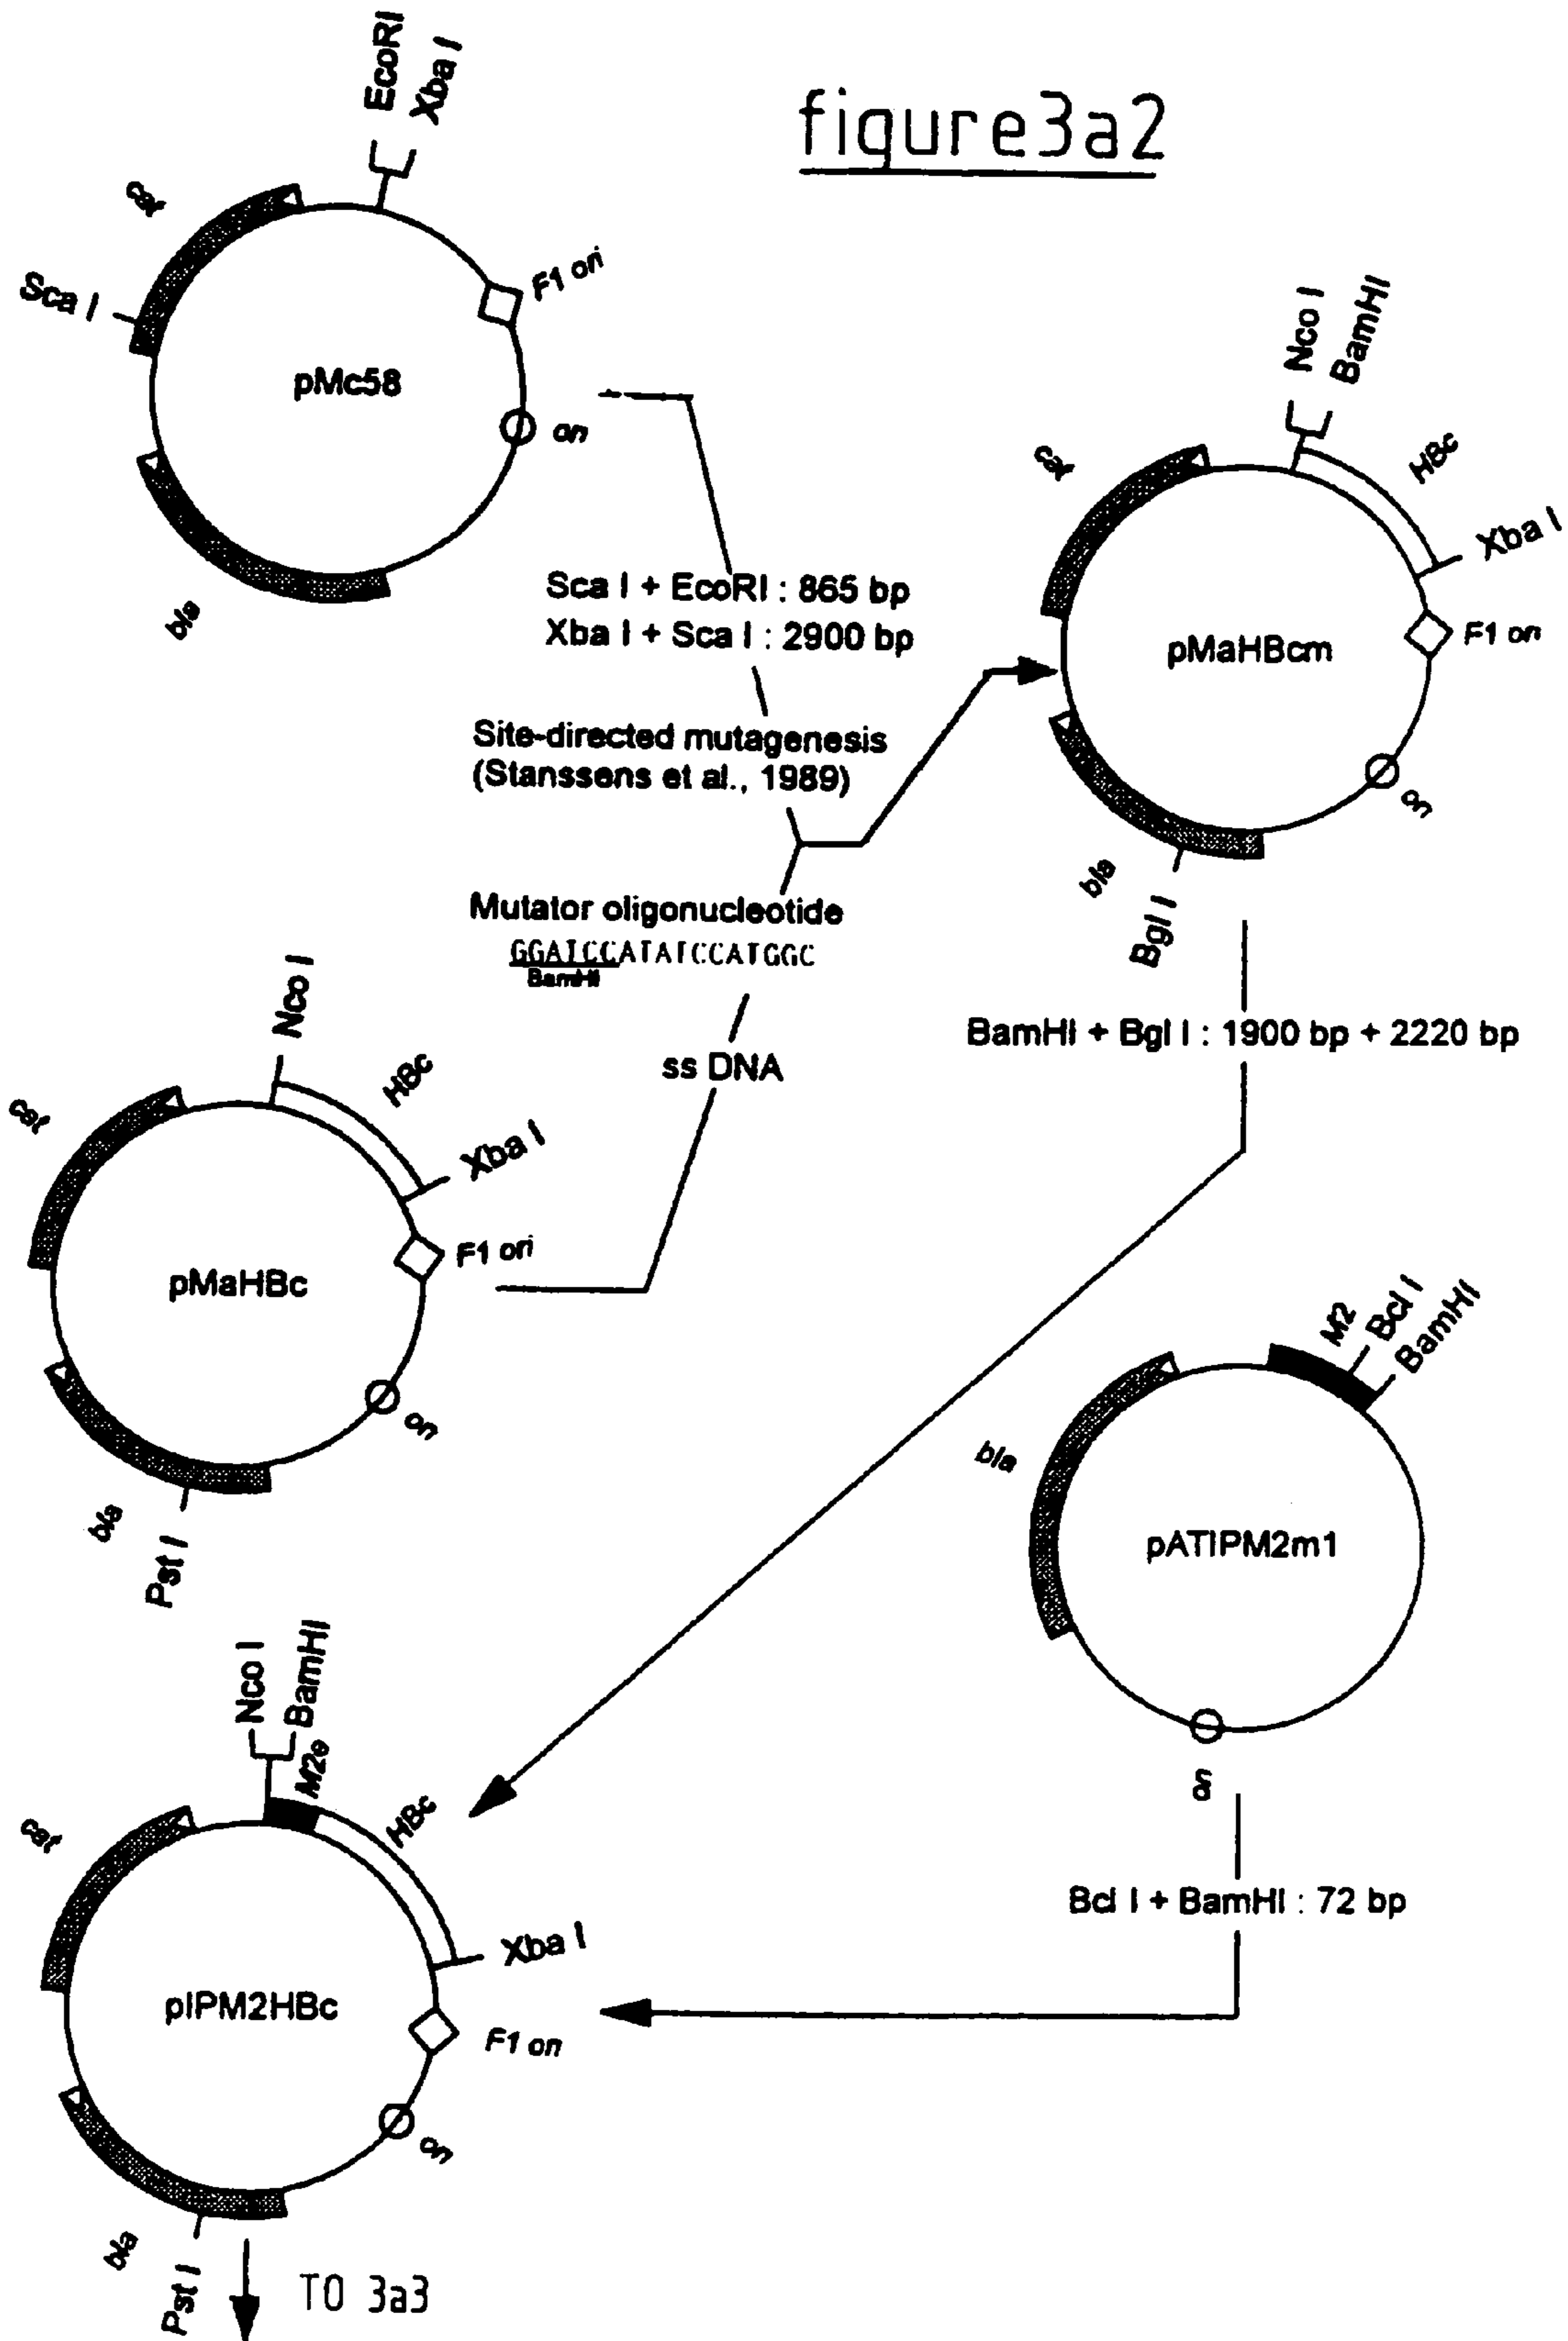 figure3a2
EcoRI
Xba I
cat
Sca I
F1 ori
pMc58
ori
bla
Sca I + EcoRI : 865 bp
Xba I + Sca I : 2900 bp
Site-directed mutagenesis
(Stanssens et al., 1989)
Mutator oligonucleotide
GGATCCATATCCATGGC
BamHI
ss DNA
Nco I
BamHI
cat
HBc
Xba I
pMaHBcm
F1 ori
ori
bla
Bgl I
BamHI + Bgl I : 1900 bp + 2220 bp
Nco I
HBc
cat
Xba I
F1 ori
pMaHBc
ori
bla
Pst I
M2
Bcl I
BamHI
bla
pATIPM2m1
ori
Bcl I + BamHI : 72 bp
Nco I
BamHI
M2e
HBc
cat
Xba I
pIPM2HBc
F1 ori
ori
bla
Pst I
TO 3a3